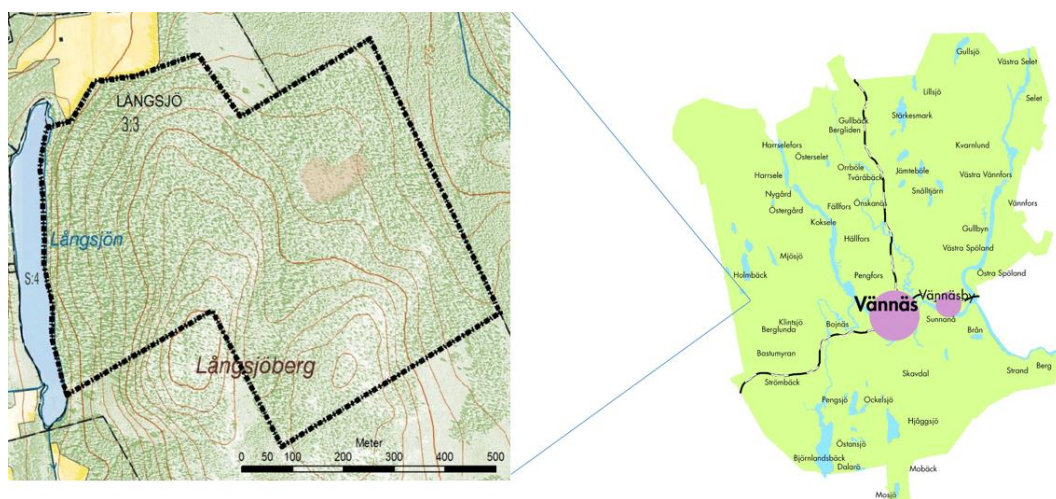 LÅNGSJÖ
3:3
Långsjön
S:4
Långsjöberg
Meter
0 100 200 300 400 500
Gullsjö
Västra Selet
Lillsjö
Selet
Stärkesmark
Gullbäck
Bergliden
Harrselefors
Kvarnlund
Österselet
Orrböle
Jämteböle
Harrsele
Tväråbäck
Västra Vännfors
Snålltjärn
Nygård
Östergård
Fällfors
Öriskanäs
Vännfors
Koksele
Gullbyn
Hällfors
Västra Spöland
Mjösjö
Holmbäck
Pengfors
Östra Spöland
Vännäs
Vännäsby
Klintsjö
Bojnäs
Sunnanå
Berglunda
Brån
Bastumyran
Skavdal
Strand
Berg
Strömbäck
Pengsjö
Ockelsjö
Hjåggsjö
Östansjö
Björnlandsbäck
Dalarö
Mobäck
Mosjö